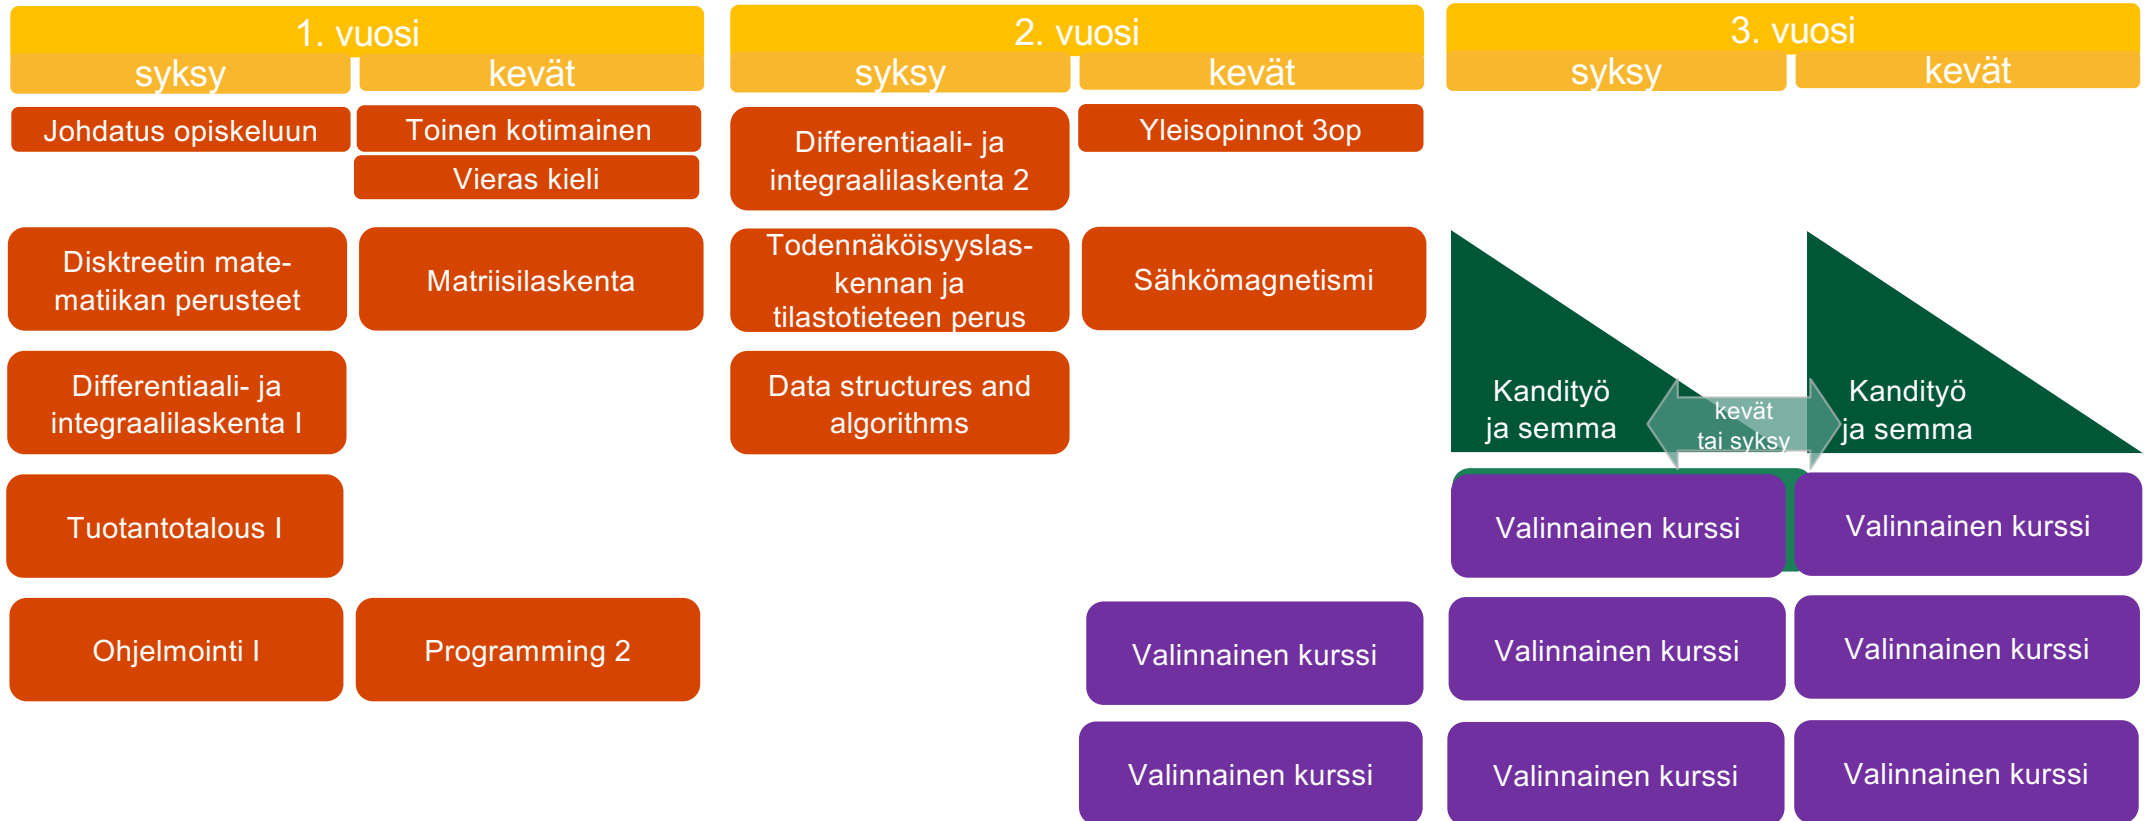 1. vuosi
syksy
kevät
Johdatus opiskeluun
Toinen kotimainen
Vieras kieli
Disktreetin mate-
matiikan perusteet
Matriisilaskenta
Differentiaali- ja
integraalilaskenta I
Tuotantotalous I
Ohjelmointi I
Programming 2
2. vuosi
syksy
kevät
Differentiaali- ja
integraalilaskenta 2
Yleisopinnot 3op
Todennäköisyyslas-
kennan ja
tilastotieteen perus
Sähkömagnetismi
Data structures and
algorithms
Valinnainen kurssi
Valinnainen kurssi
3. vuosi
syksy
kevät
Kandityö
ja semma
kevät
tai syksy
Kandityö
ja semma
Valinnainen kurssi
Valinnainen kurssi
Valinnainen kurssi
Valinnainen kurssi
Valinnainen kurssi
Valinnainen kurssi